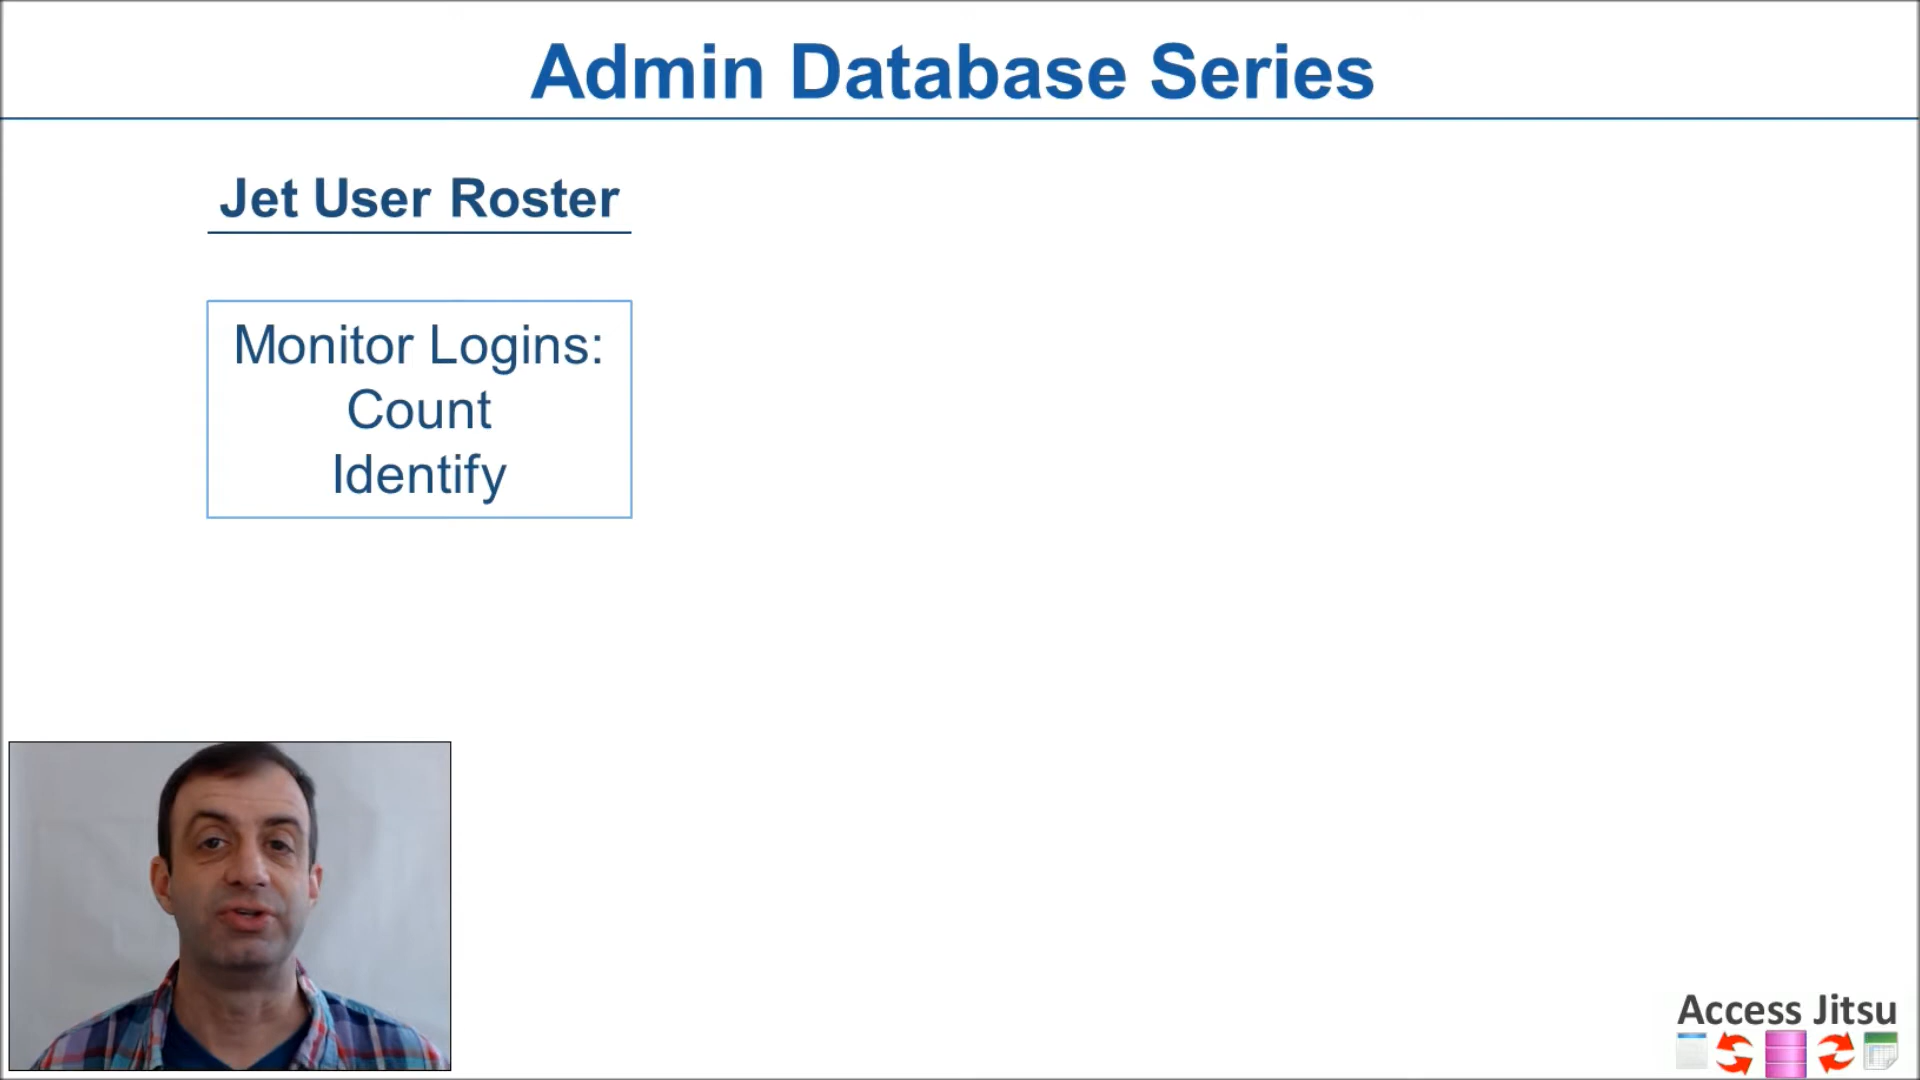 Admin Database Series
Jet User Roster
Monitor Logins:
Count
Identify
Access Jitsu